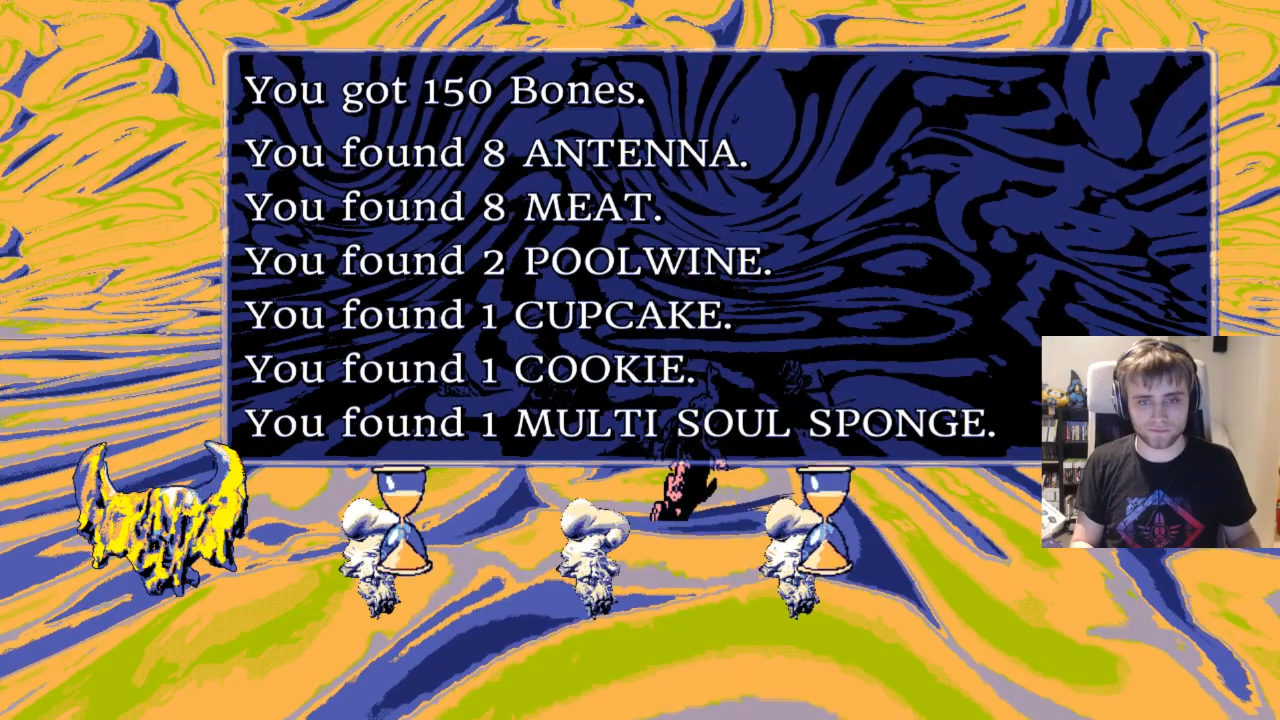 You got 150 Bones.
You found 8 ANTENNA.
You found 8 MEAT.
You found 2 POOLWINE.
You found 1 CUPCAKE.
You found 1 COOKIE.
You found 1 MULTI SOUL SPONGE.